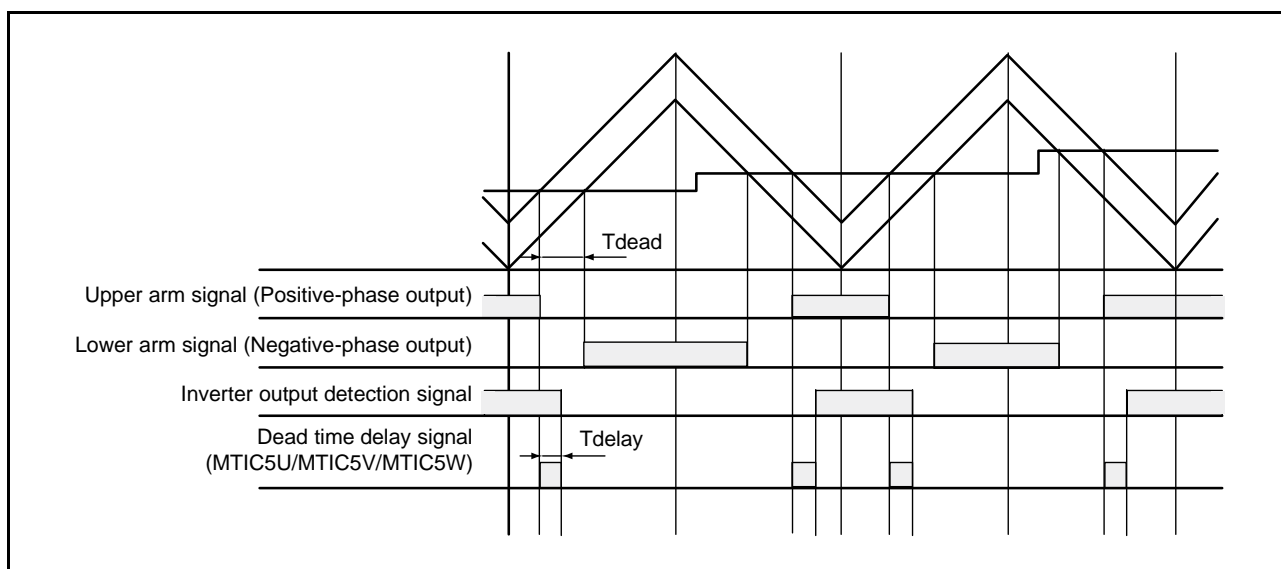 Tdead
Upper arm signal (Positive-phase output)
Lower arm signal (Negative-phase output)
Inverter output detection signal
Dead time delay signal
(MTIC5U/MTIC5V/MTIC5W)
Tdelay